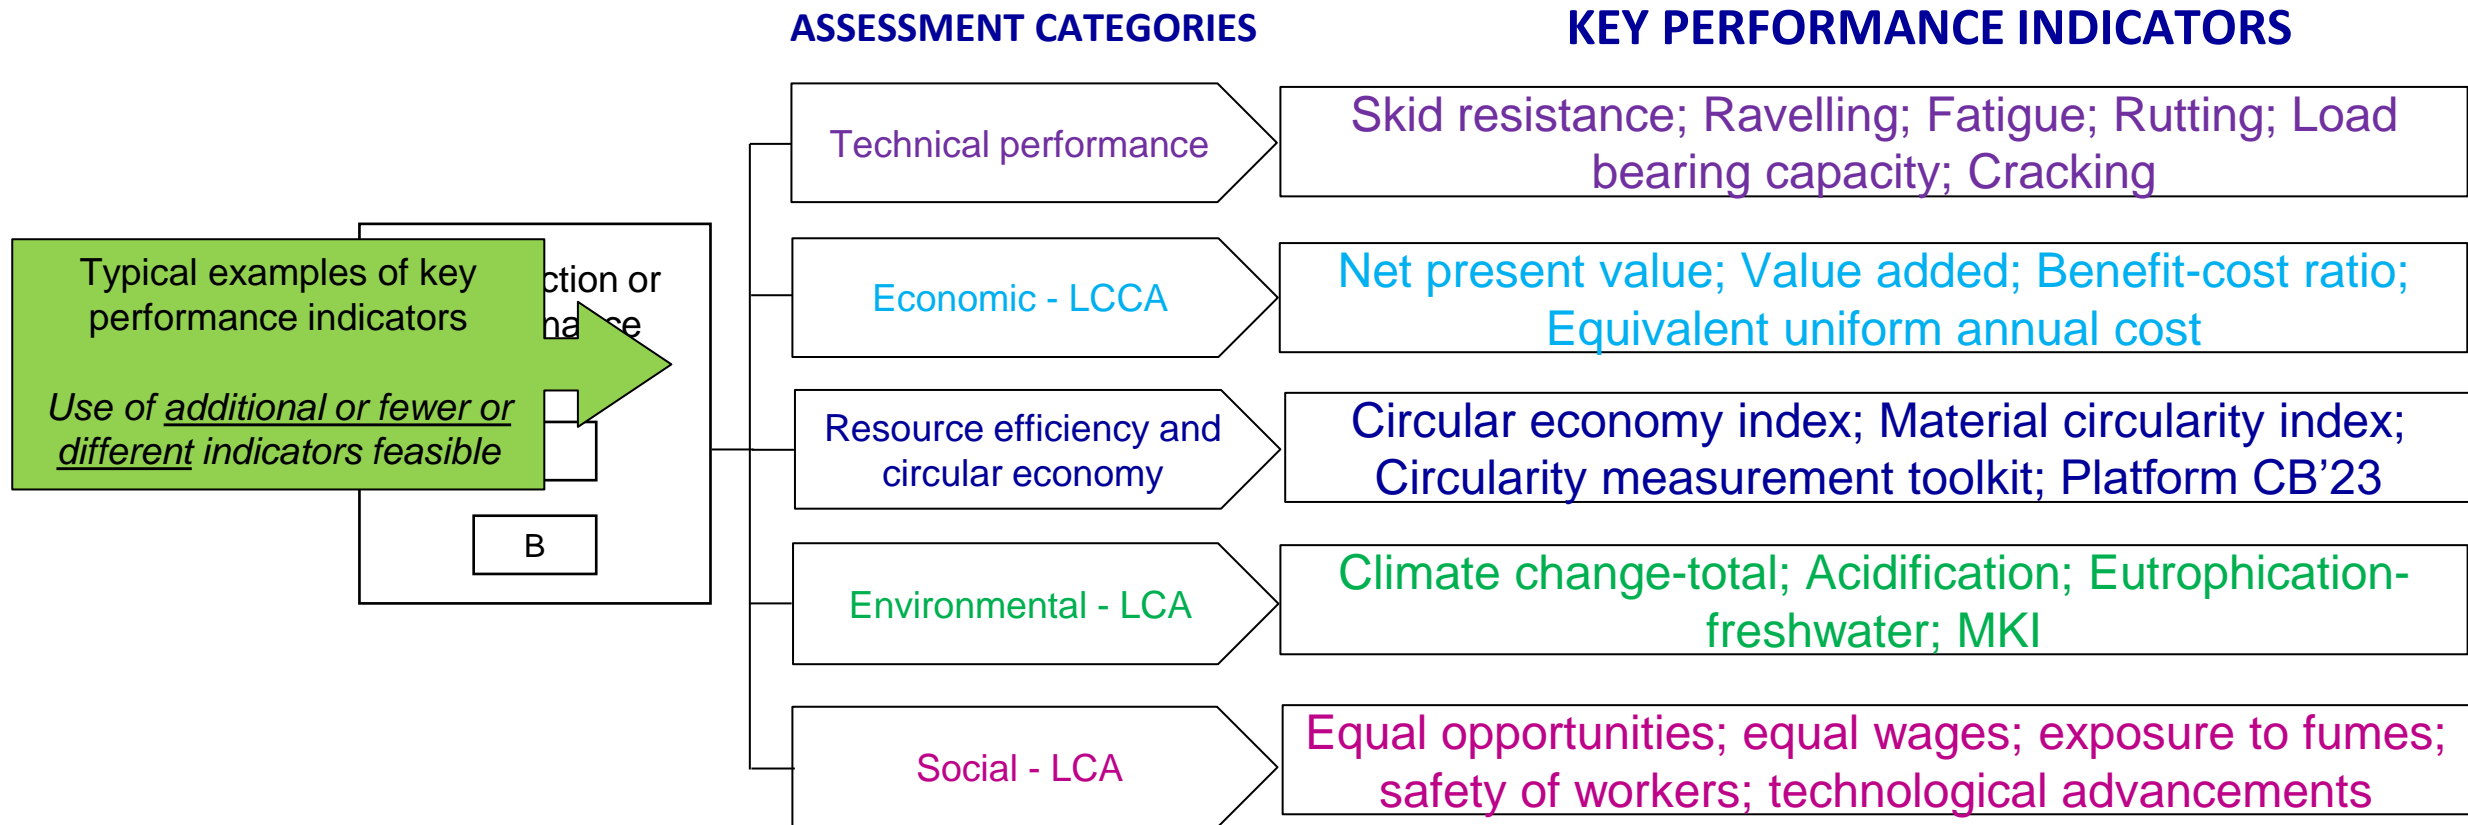 ASSESSMENT CATEGORIES
KEY PERFORMANCE INDICATORS
Technical performance
Skid resistance; Ravelling; Fatigue; Rutting; Load
bearing capacity; Cracking
Typical examples of key
performance indicators
Use of additional or fewer or
different indicators feasible
or
B
Economic - LCCA
Net present value; Value added; Benefit-cost ratio;
Equivalent uniform annual cost
Resource efficiency and
circular economy
Circular economy index; Material circularity index;
Circularity measurement toolkit; Platform CB’23
Environmental - LCA
Climate change-total; Acidification; Eutrophication-
freshwater; MKI
Social - LCA
Equal opportunities; equal wages; exposure to fumes;
safety of workers; technological advancements